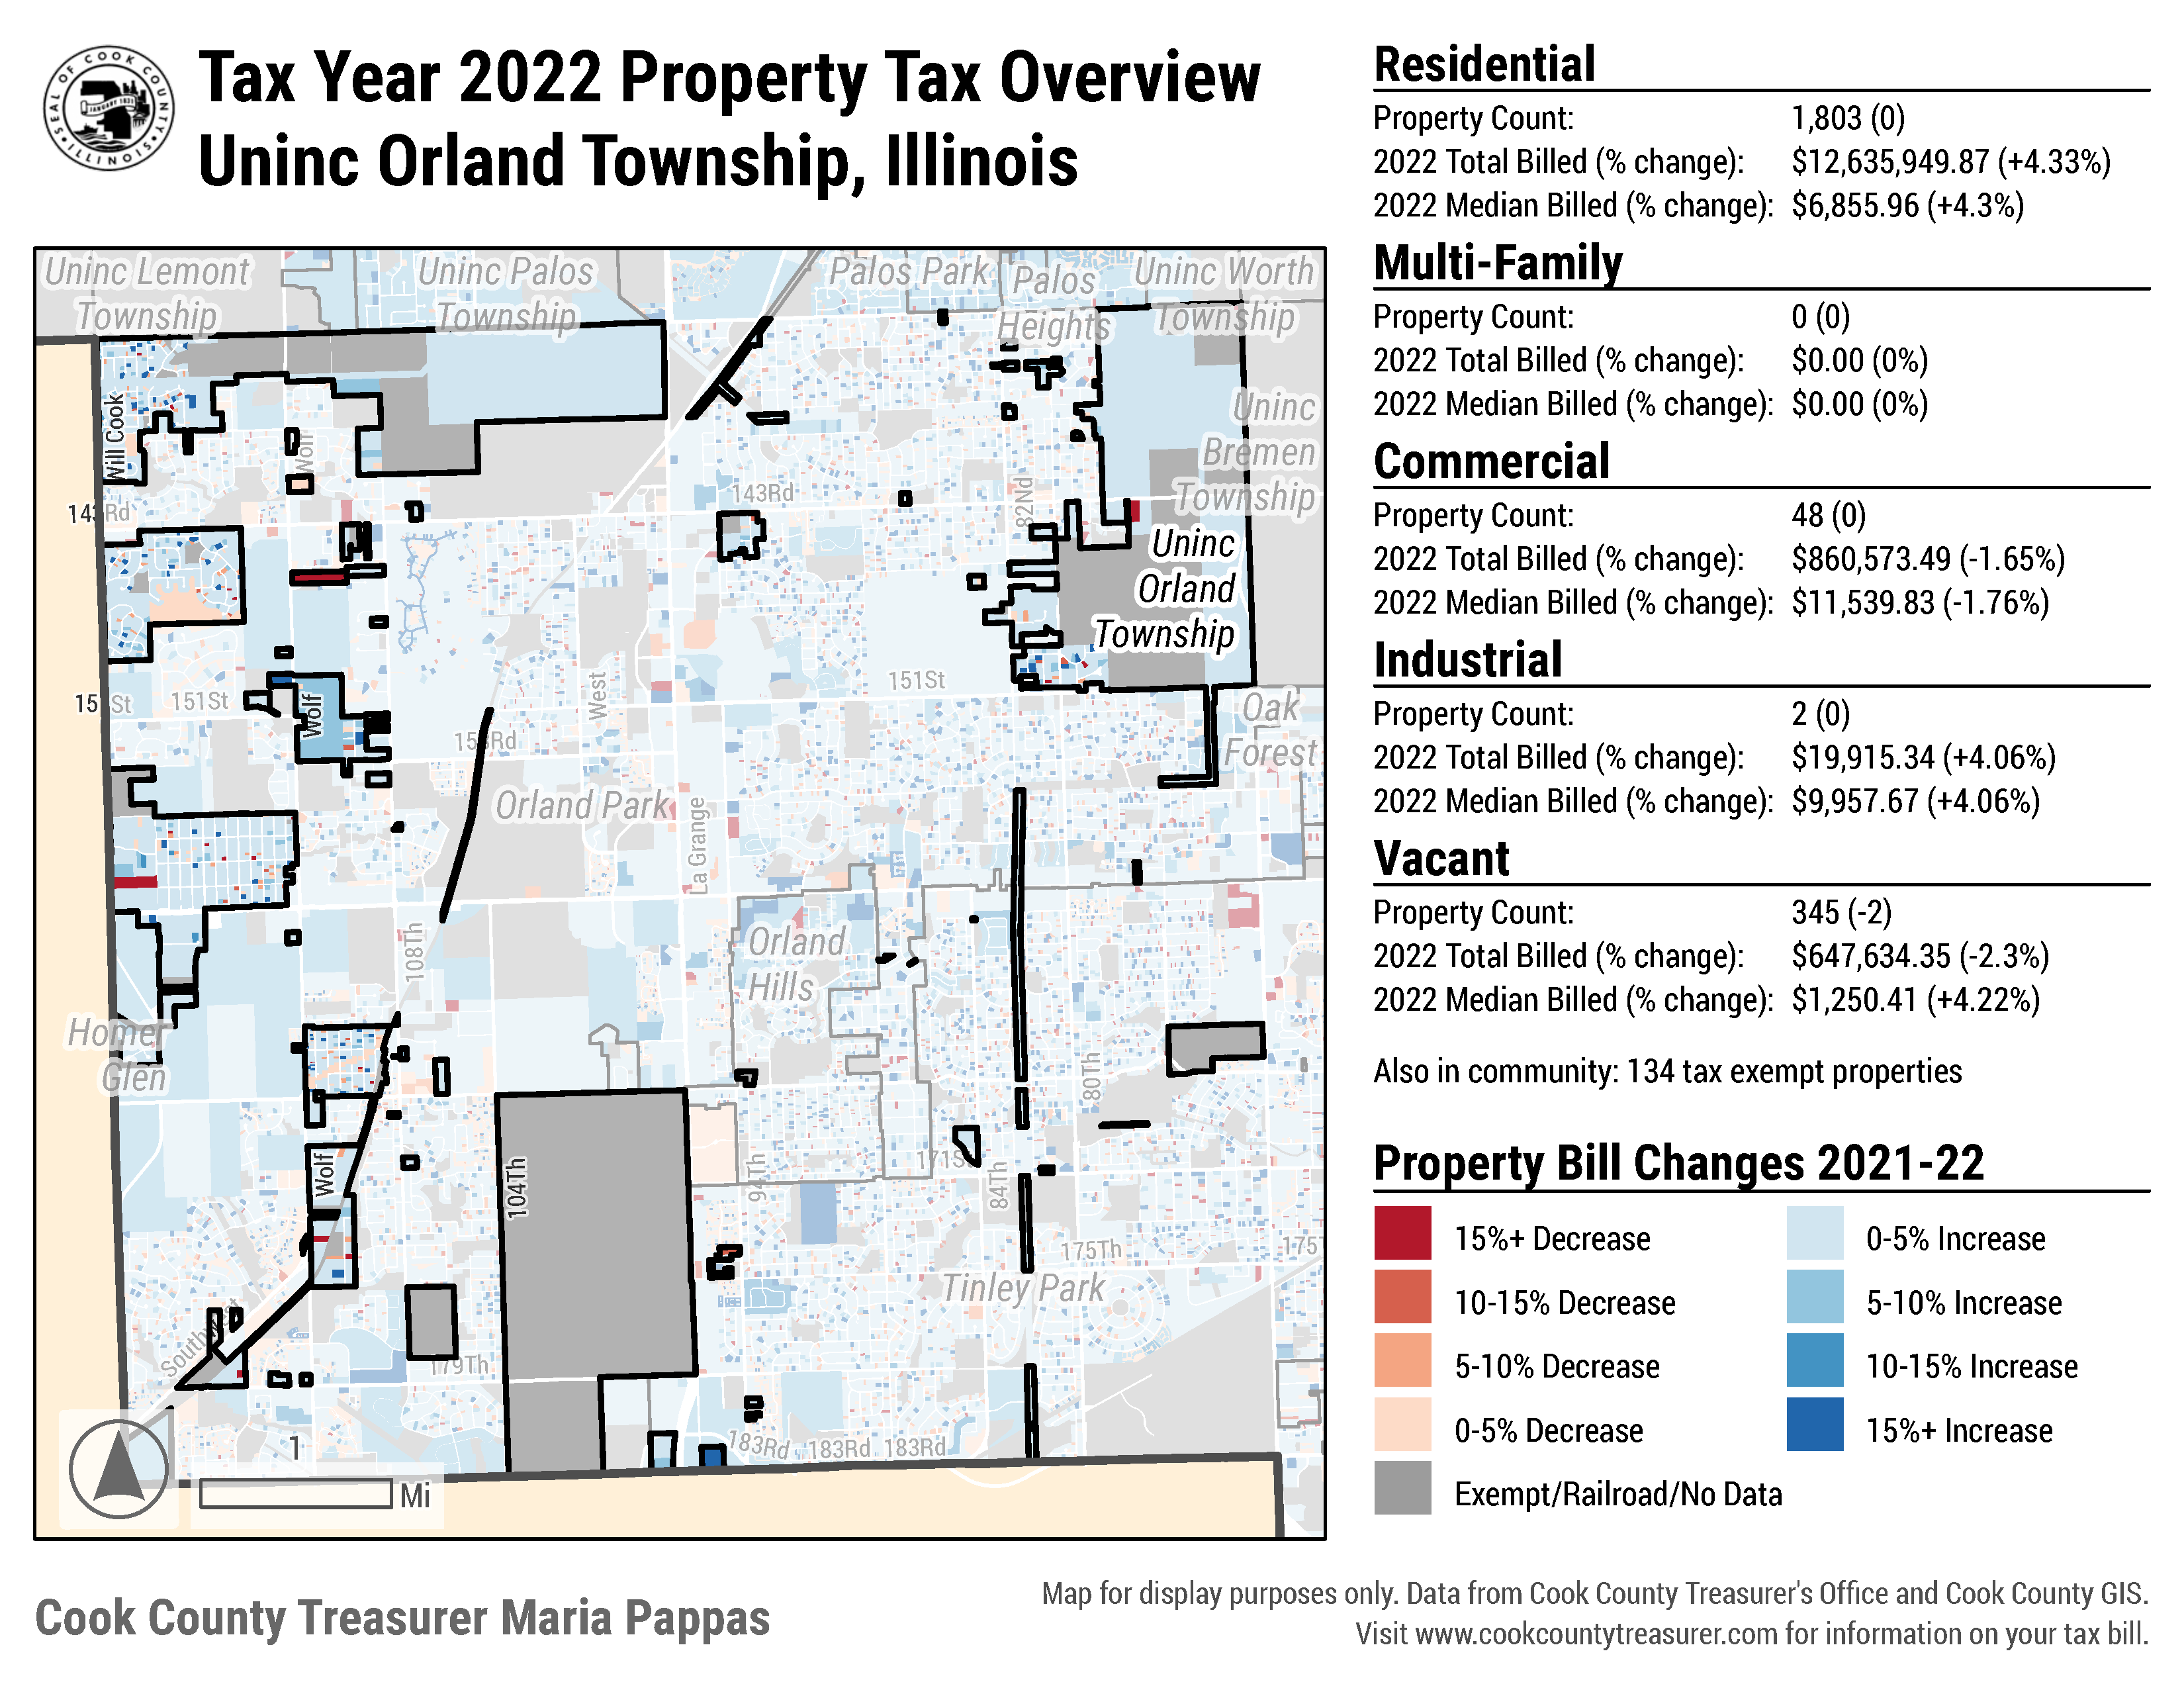 SEAL OF COOK COUNTY
JANUARY 1831
ILLINOIS
Tax Year 2022 Property Tax Overview
Uninc Orland Township, Illinois
Uninc Lemont
Township
Uninc Palos
Township
Palos Park
Palos
Heights
Uninc Worth
Township
Uninc
Bremen
Township
Will Cook
Wolf
143Rd
143Rd
82Nd
Uninc
Orland
Township
151St
151St
151St
Wolf
West
153Rd
Oak
Forest
Orland Park
La Grange
108Th
Orland
Hills
Homer
Glen
80Th
Wolf
104Th
94Th
171St
84Th
175Th
175T
Tinley Park
Southwest
179Th
183Rd
183Rd
183Rd
1
Mi
Residential
Property Count: 1,803 (0)
2022 Total Billed (% change): $12,635,949.87 (+4.33%)
2022 Median Billed (% change): $6,855.96 (+4.3%)
Multi-Family
Property Count: 0 (0)
2022 Total Billed (% change): $0.00 (0%)
2022 Median Billed (% change): $0.00 (0%)
Commercial
Property Count: 48 (0)
2022 Total Billed (% change): $860,573.49 (-1.65%)
2022 Median Billed (% change): $11,539.83 (-1.76%)
Industrial
Property Count: 2 (0)
2022 Total Billed (% change): $19,915.34 (+4.06%)
2022 Median Billed (% change): $9,957.67 (+4.06%)
Vacant
Property Count: 345 (-2)
2022 Total Billed (% change): $647,634.35 (-2.3%)
2022 Median Billed (% change): $1,250.41 (+4.22%)
Also in community: 134 tax exempt properties
Property Bill Changes 2021-22
15%+ Decrease
10-15% Decrease
5-10% Decrease
0-5% Decrease
Exempt/Railroad/No Data
0-5% Increase
5-10% Increase
10-15% Increase
15%+ Increase
Cook County Treasurer Maria Pappas
Map for display purposes only. Data from Cook County Treasurer's Office and Cook County GIS.
Visit www.cookcountytreasurer.com for information on your tax bill.